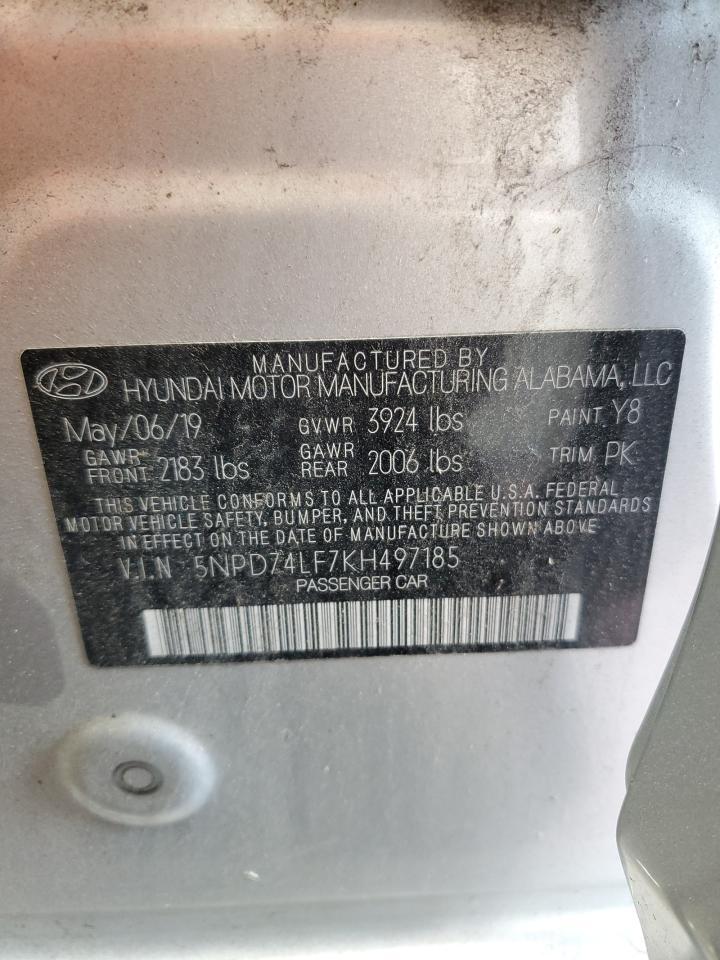 MANUFACTURED BY
HYUNDAI MOTOR MANUFACTURING ALABAMA, LLC
May/06/19 GVWR 3924 lbs PAINT Y8
GAWR FRONT 2183 lbs GAWR REAR 2006 lbs TRIM PK
THIS VEHICLE CONFORMS TO ALL APPLICABLE U.S.A. FEDERAL
MOTOR VEHICLE SAFETY, BUMPER, AND THEFT PREVENTION STANDARDS
IN EFFECT ON THE DATE OF MANUFACTURE SHOWN ABOVE
V.I.N 5NPD74LF7KH497185
PASSENGER CAR